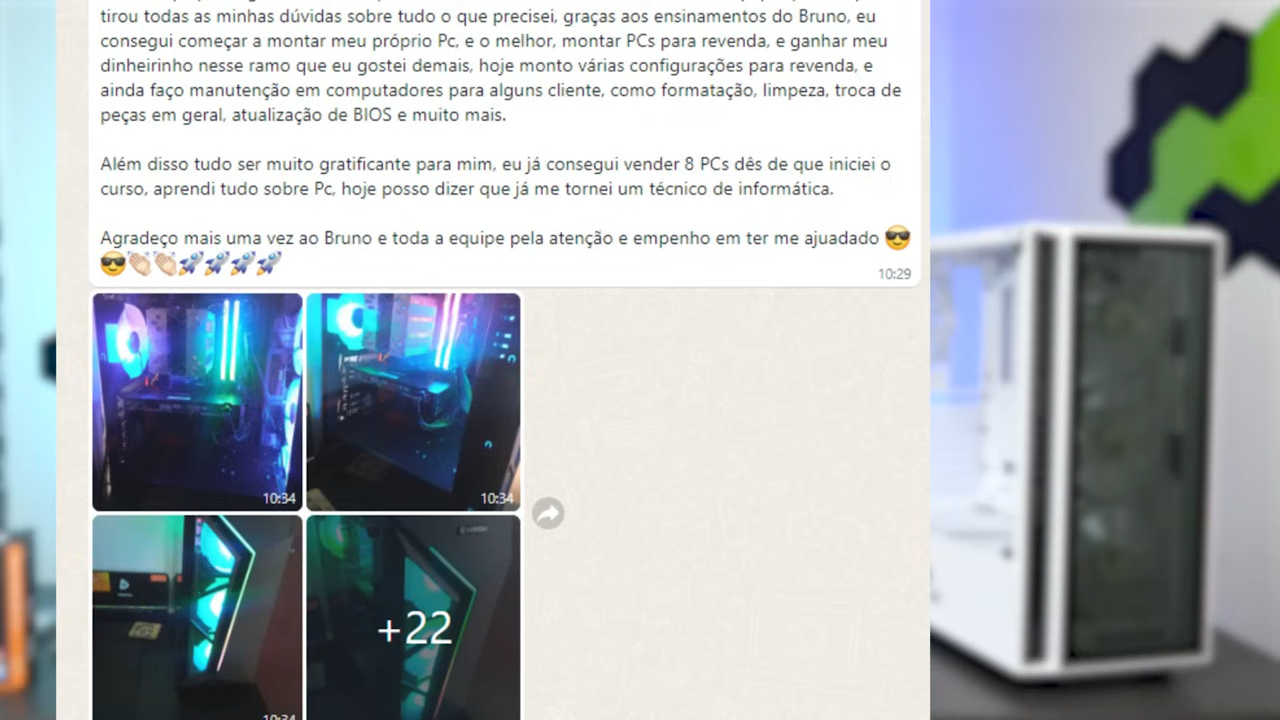 tirou todas as minhas dúvidas sobre tudo o que precisei, graças aos ensinamentos do Bruno, eu
consegui começar a montar meu próprio Pc, e o melhor, montar PCs para revenda, e ganhar meu
dinheirinho nesse ramo que eu gostei demais, hoje monto várias configurações para revenda, e
ainda faço manutenção em computadores para alguns cliente, como formatação, limpeza, troca de
peças em geral, atualização de BIOS e muito mais.
Além disso tudo ser muito gratificante para mim, eu já consegui vender 8 PCs dês de que iniciei o
curso, aprendi tudo sobre Pc, hoje posso dizer que já me tornei um técnico de informática.
Agradeço mais uma vez ao Bruno e toda a equipe pela atenção e empenho em ter me ajuadado 😎
😎👏🏻👏🏻🚀🚀🚀🚀
10:29
10:34
10:34
10:34
+22